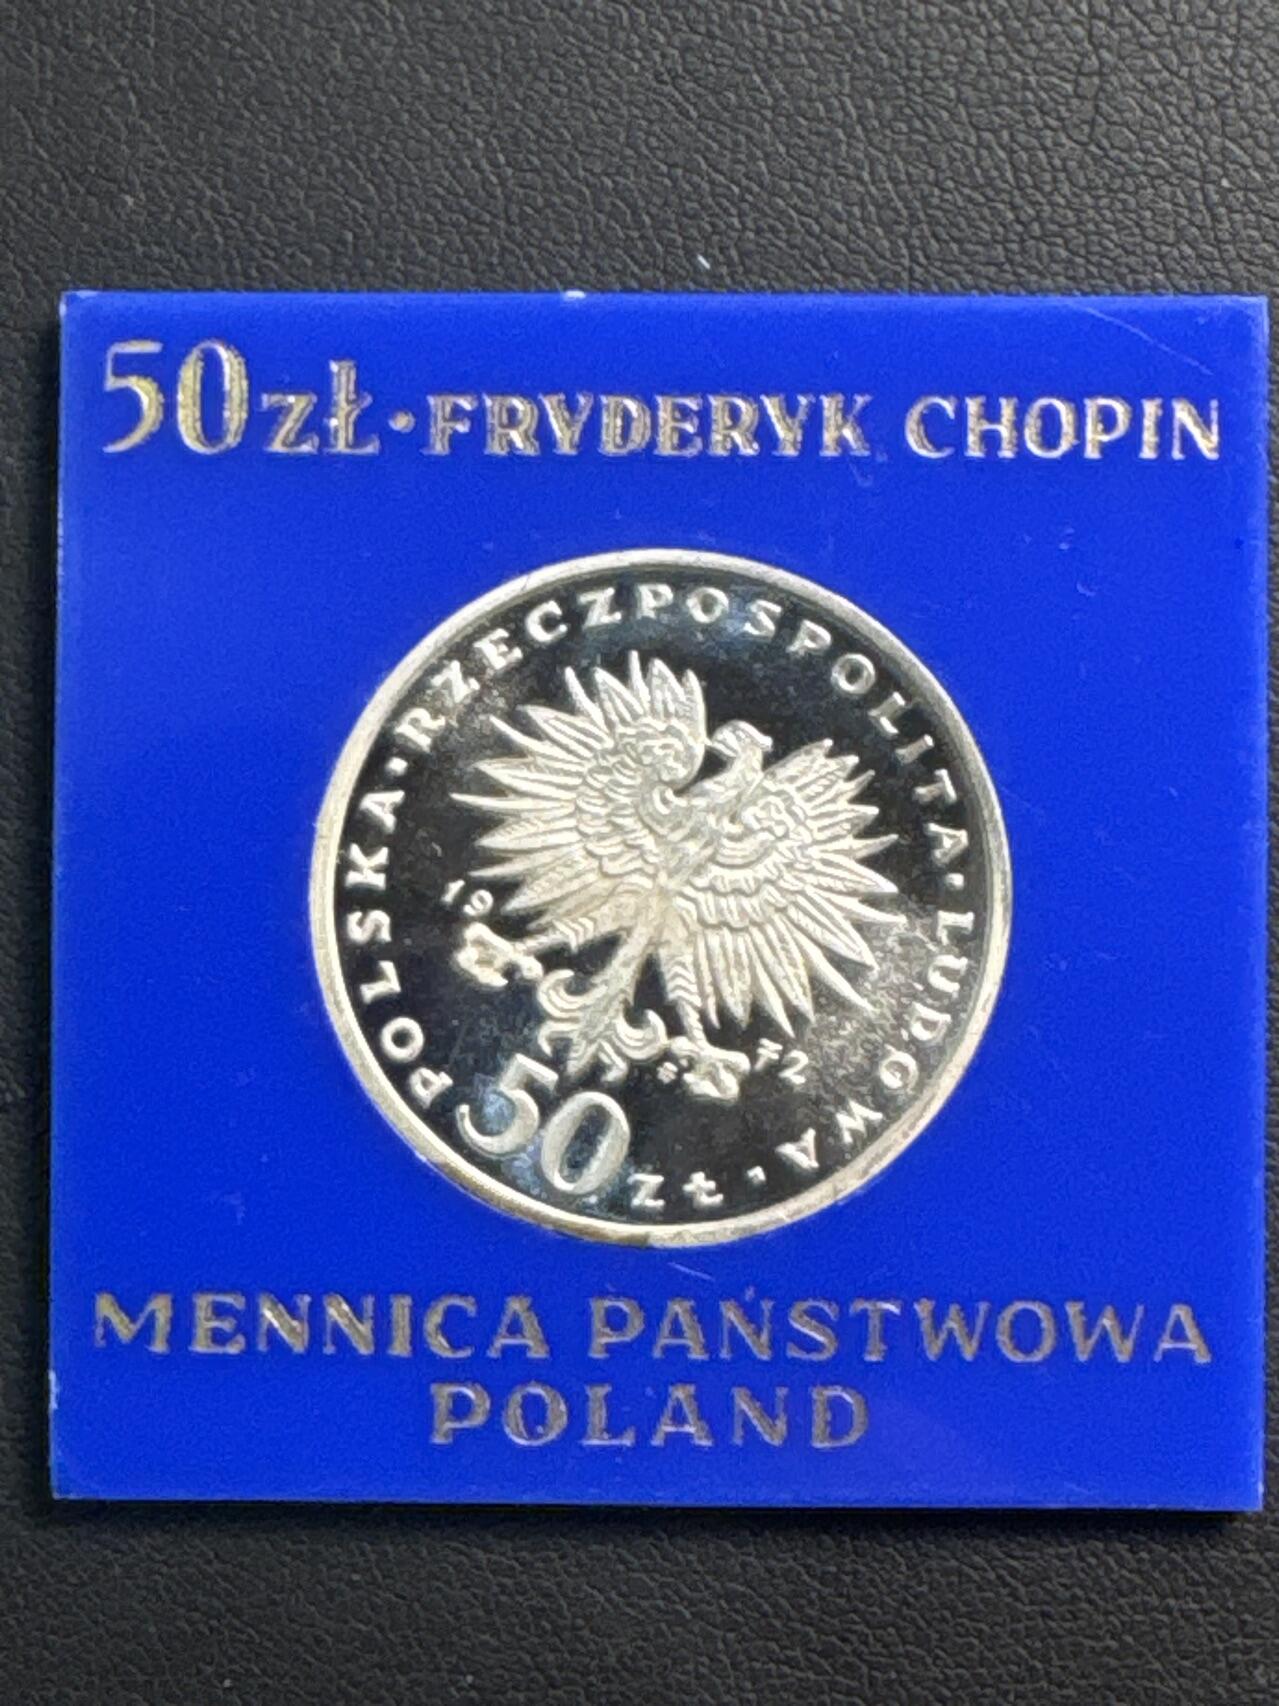 50 zł · FRYDERYK CHOPIN
POLSKA · RZECZPOSPOLITA · LUDOWA ·
19 72
50 zł
MENNICA PAŃSTWOWA
POLAND